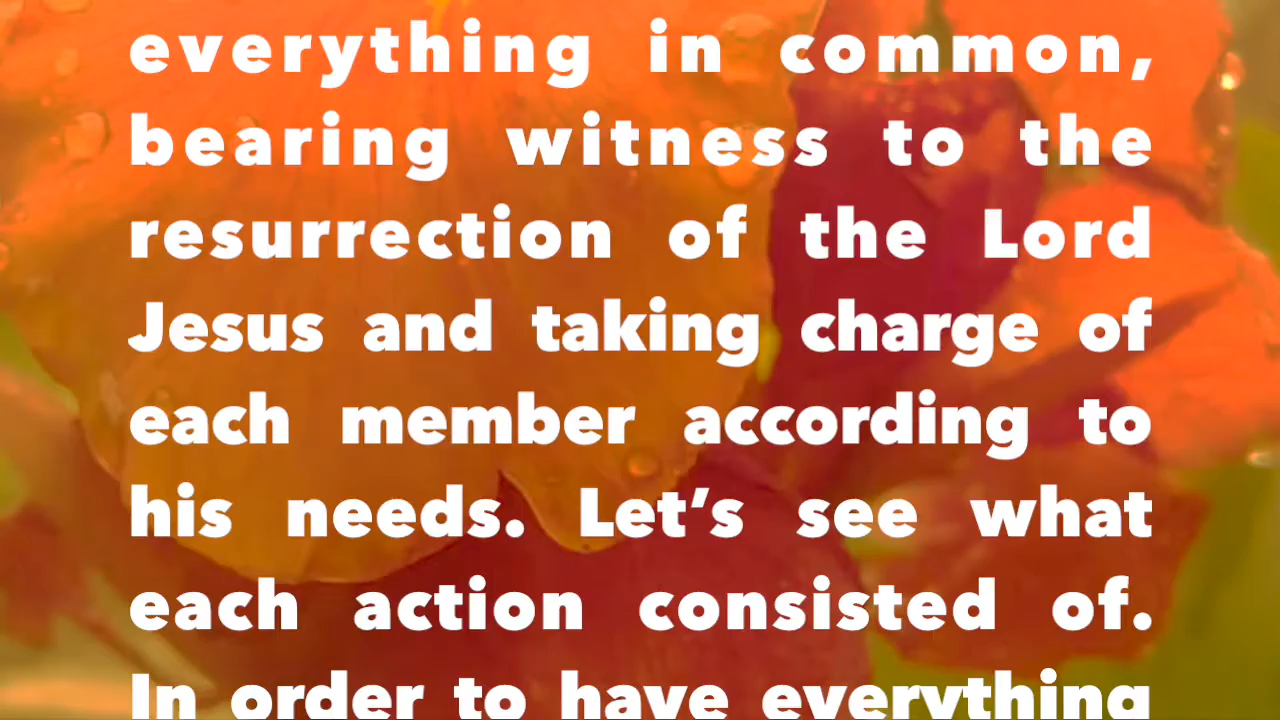 everything in common,
bearing witness to the
resurrection of the Lord
Jesus and taking charge of
each member according to
his needs. Let’s see what
each action consisted of.
In order to have everything